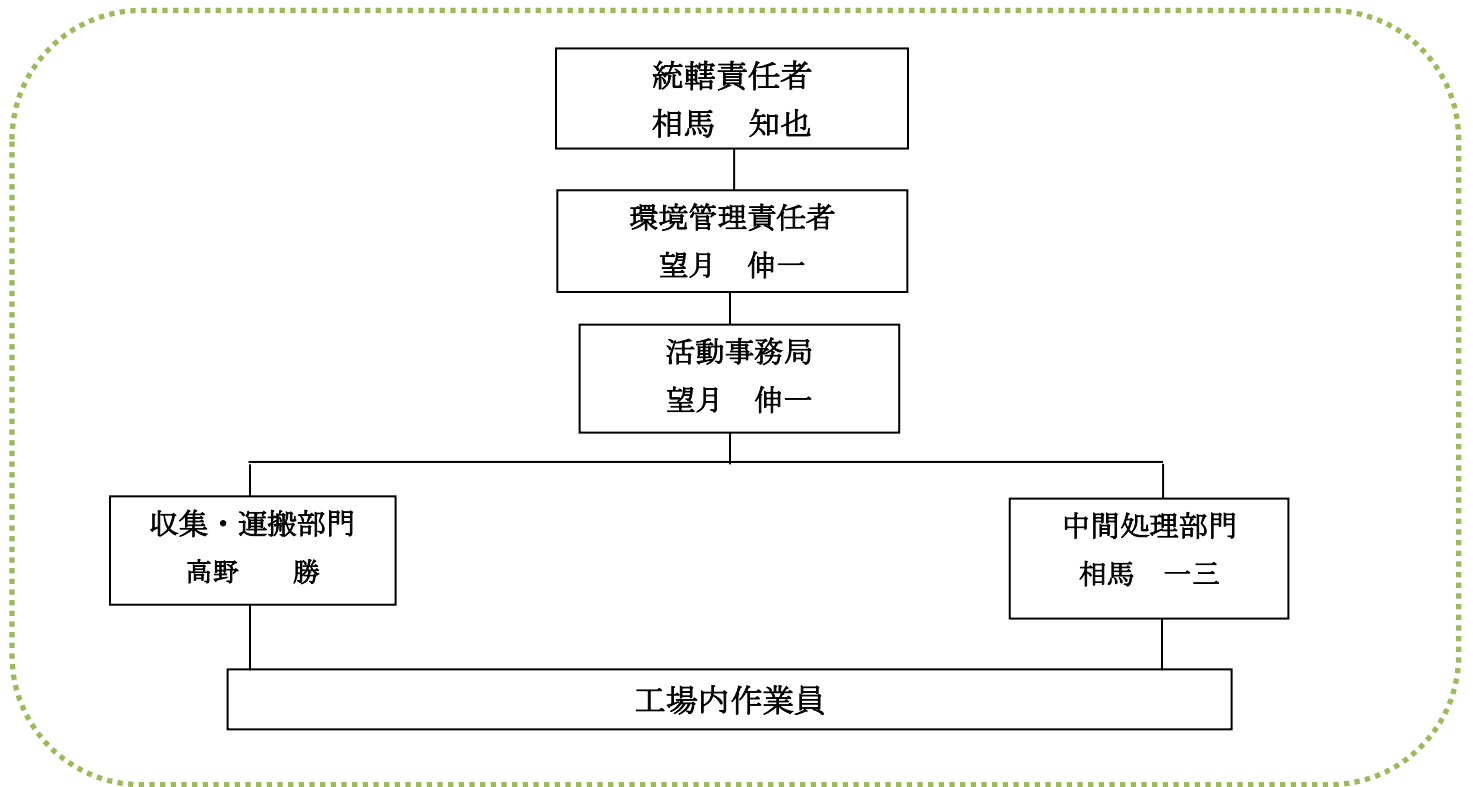 統轄責任者
相馬　知也
環境管理責任者
望月　伸一
活動事務局
望月　伸一
収集・運搬部門
高野　　勝
中間処理部門
相馬　一三
工場内作業員